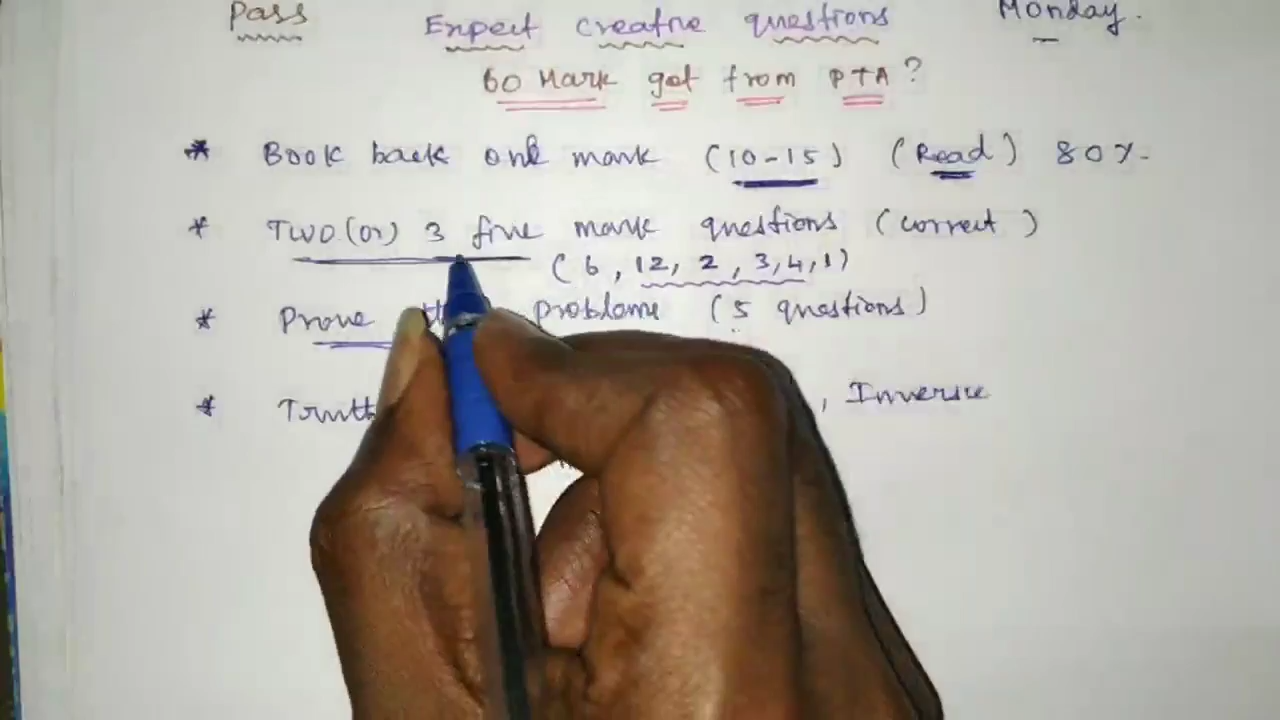 Pass Expect creative questions Monday.
60 Mark get from PTA?
* Book back one mark (10-15) (Read) 80%.
* Two (or) 3 five mark questions (correct)
(6, 12, 2, 3, 4, 1)
* Prove problems (5 questions)
* Truth , Inverse